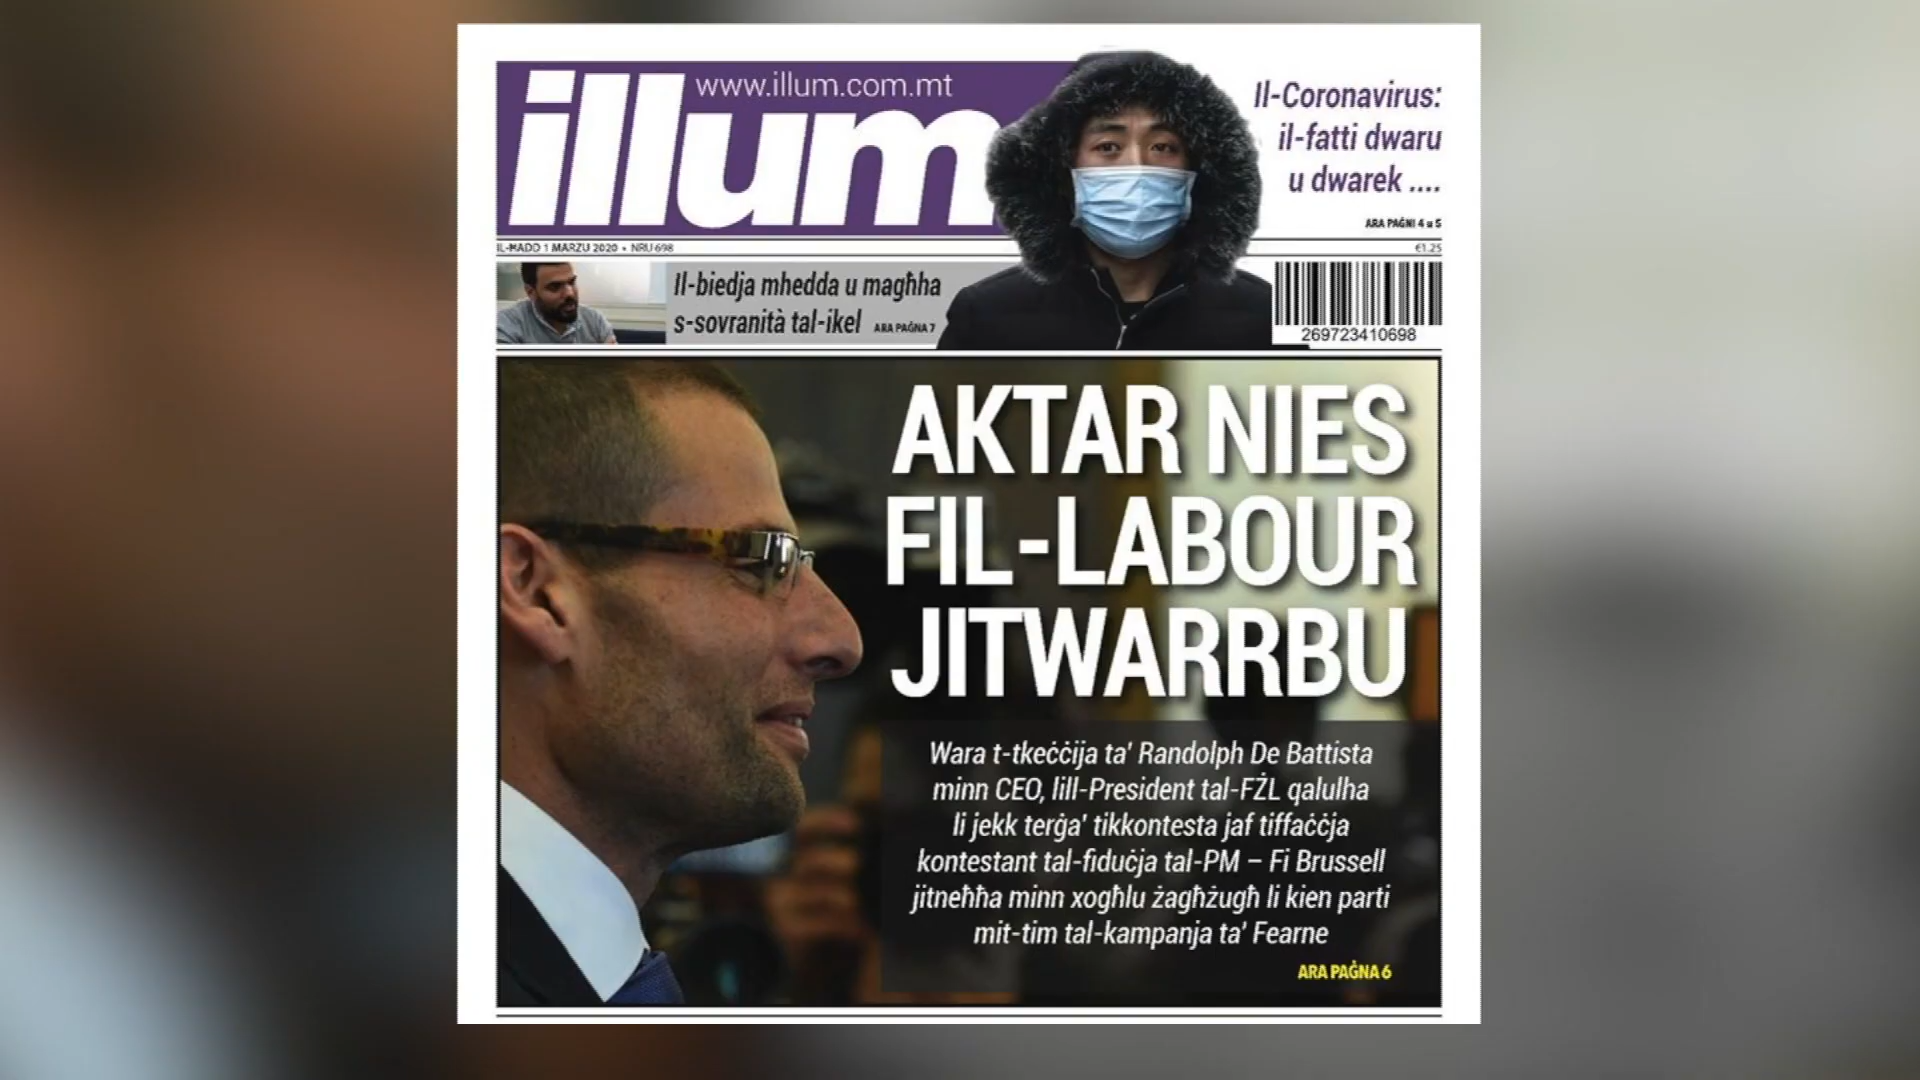 www.illum.com.mt
illum
Il-Coronavirus:
il-fatti dwaru
u dwarek ....
ARA PAĠNI 4 u 5
IL-ĦADD 1 MARZU 2020 • NRU 698
€1.25
Il-biedja mhedda u magħha
s-sovranità tal-ikel ARA PAĠNA 7
269723410698
AKTAR NIES
FIL-LABOUR
JITWARRBU
Wara t-tkeċċija ta' Randolph De Battista
minn CEO, lill-President tal-FŻL qalulha
li jekk terġa' tikkontesta jaf tiffaċċja
kontestant tal-fiduċja tal-PM – Fi Brussell
jitneħħa minn xogħlu żagħżugħ li kien parti
mit-tim tal-kampanja ta' Fearne
ARA PAĠNA 6